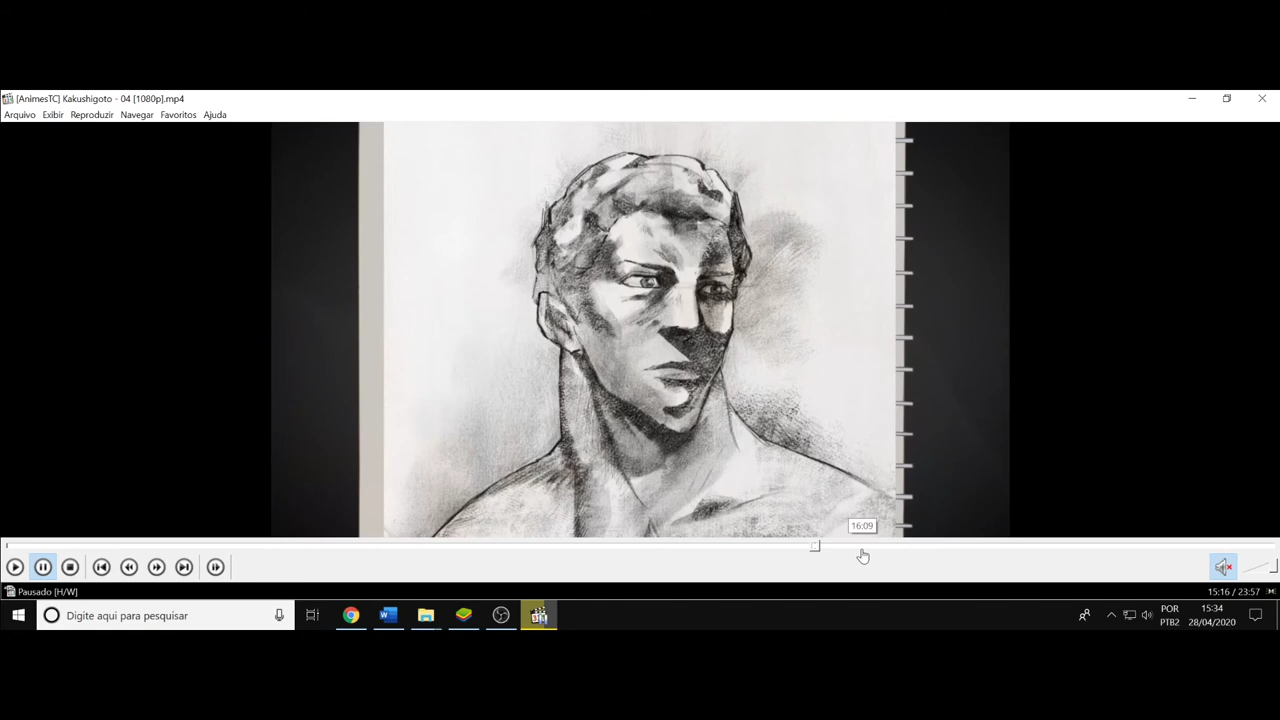 [AnimesTC] Kakushigoto - 04 [1080p].mp4
Arquivo Exibir Reproduzir Navegar Favoritos Ajuda
16:09
Pausado [H/W]
15:16 / 23:57
Digite aqui para pesquisar
POR
PTB2
15:34
28/04/2020